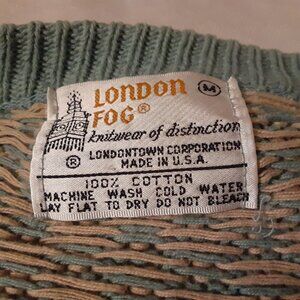 LONDON
FOG®
M
knitwear of distinction
®
LONDONTOWN CORPORATION
MADE IN U.S.A.
100% COTTON
MACHINE WASH COLD WATER
LAY FLAT TO DRY DO NOT BLEACH